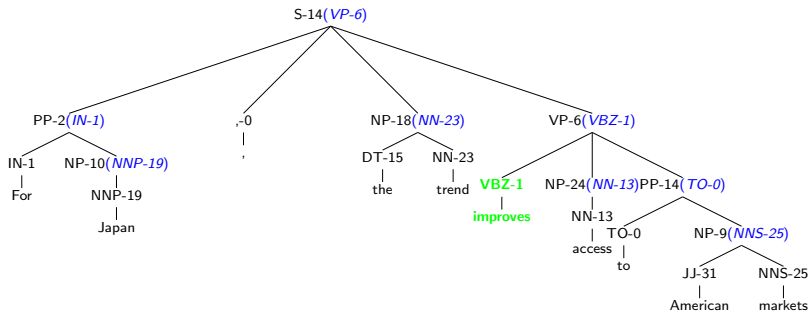 S-14(VP-6)
PP-2(IN-1) ,-0 NP-18(NN-23) VP-6(VBZ-1)
IN-1 NP-10(NNP-19) , DT-15 NN-23 VBZ-1 NP-24(NN-13) PP-14(TO-0)
For NNP-19 the trend improves NN-13 TO-0 NP-9(NNS-25)
Japan access to JJ-31 NNS-25
American markets